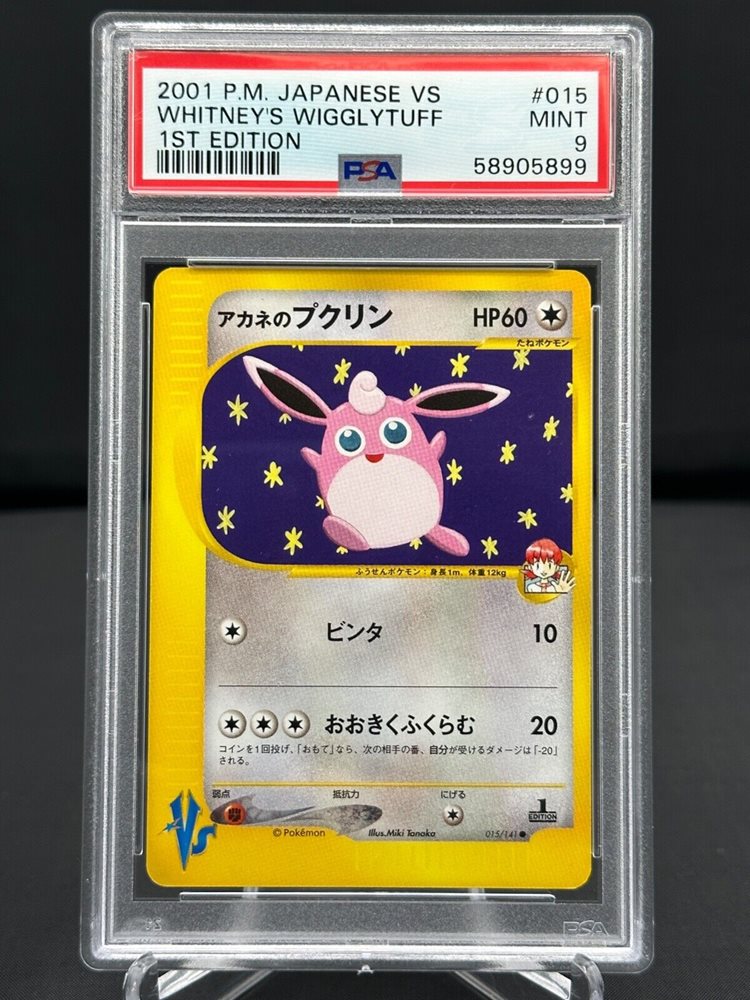 2001 P.M. JAPANESE VS #015
WHITNEY'S WIGGLYTUFF MINT
1ST EDITION 9
PSA 58905899
アカネのプクリン HP60
たねポケモン
ふうせんポケモン：身長1m、体重12kg
ビンタ 10
おおきくふくらむ 20
コインを1回投げ、「おもて」なら、次の相手の番、自分が受けるダメージは「-20」
される。
弱点 抵抗力 にげる
1
EDITION
VS
© Pokémon Illus.Miki Tanaka 015/141
PSA